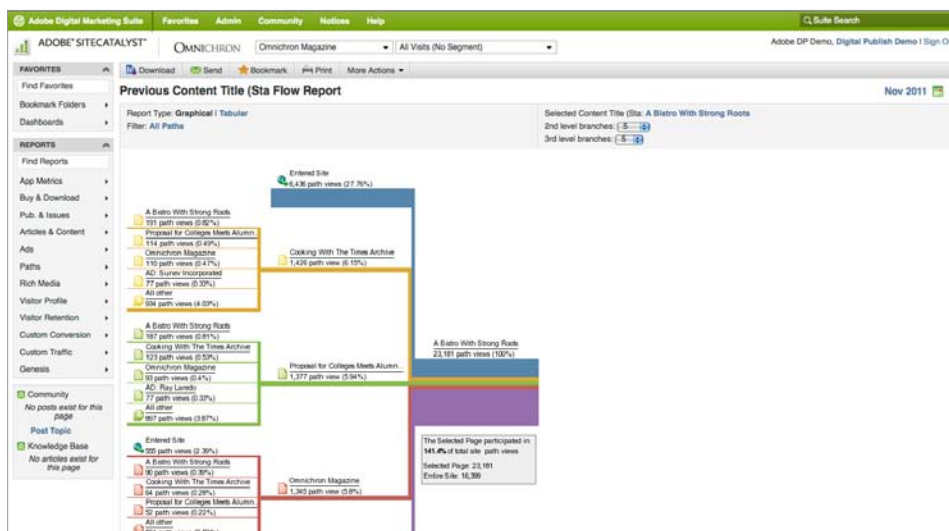 Adobe Digital Marketing Suite Favorites Admin Community Notices Help Suite Search
ADOBE® SITECATALYST®
OMNICHRON
Omnichron Magazine
All Visits (No Segment)
Adobe DP Demo, Digital Publish Demo | Sign O
FAVORITES
Find Favorites
Bookmark Folders
Dashboards
REPORTS
Find Reports
App Metrics
Buy & Download
Pub. & Issues
Articles & Content
Ads
Paths
Rich Media
Visitor Profile
Visitor Retention
Custom Conversion
Custom Traffic
Genesis
Community
No posts exist for this
page
Post Topic
Knowledge Base
No articles exist for
this page
Download Send Bookmark Print More Actions
Previous Content Title (Sta Flow Report
Nov 2011
Report Type: Graphical | Tabular
Filter: All Paths
Selected Content Title (Sta: A Bistro With Strong Roots
2nd level branches: 5
3rd level branches: 5
Entered Site
6,436 path views (27.76%)
A Bistro With Strong Roots
191 path views (0.82%)
Proposal for Colleges Meets Alumn...
114 path views (0.49%)
Omnichron Magazine
110 path views (0.47%)
AD: Siunev Incorporated
77 path views (0.33%)
All other
934 path views (4.03%)
Cooking With The Times Archive
1,426 path view (6.15%)
A Bistro With Strong Roots
187 path views (0.81%)
Cooking With The Times Archive
123 path views (0.53%)
Omnichron Magazine
93 path views (0.4%)
AD: Ray Laredo
77 path views (0.33%)
All other
897 path views (3.87%)
Proposal for Colleges Meets Alumn...
1,377 path view (5.94%)
A Bistro With Strong Roots
23,181 path views (100%)
Entered Site
555 path views (2.39%)
A Bistro With Strong Roots
90 path views (0.39%)
Cooking With The Times Archive
64 path views (0.28%)
Proposal for Colleges Meets Alumn...
52 path views (0.22%)
All other
Omnichron Magazine
1,345 path view (5.8%)
The Selected Page participated in
141.4% of total site path views
Selected Page: 23,181
Entire Site: 16,399